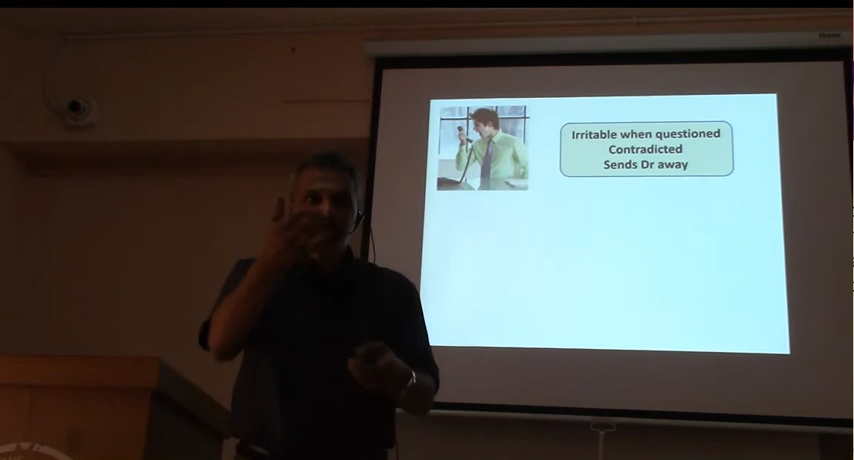 Irritable when questioned
Contradicted
Sends Dr away